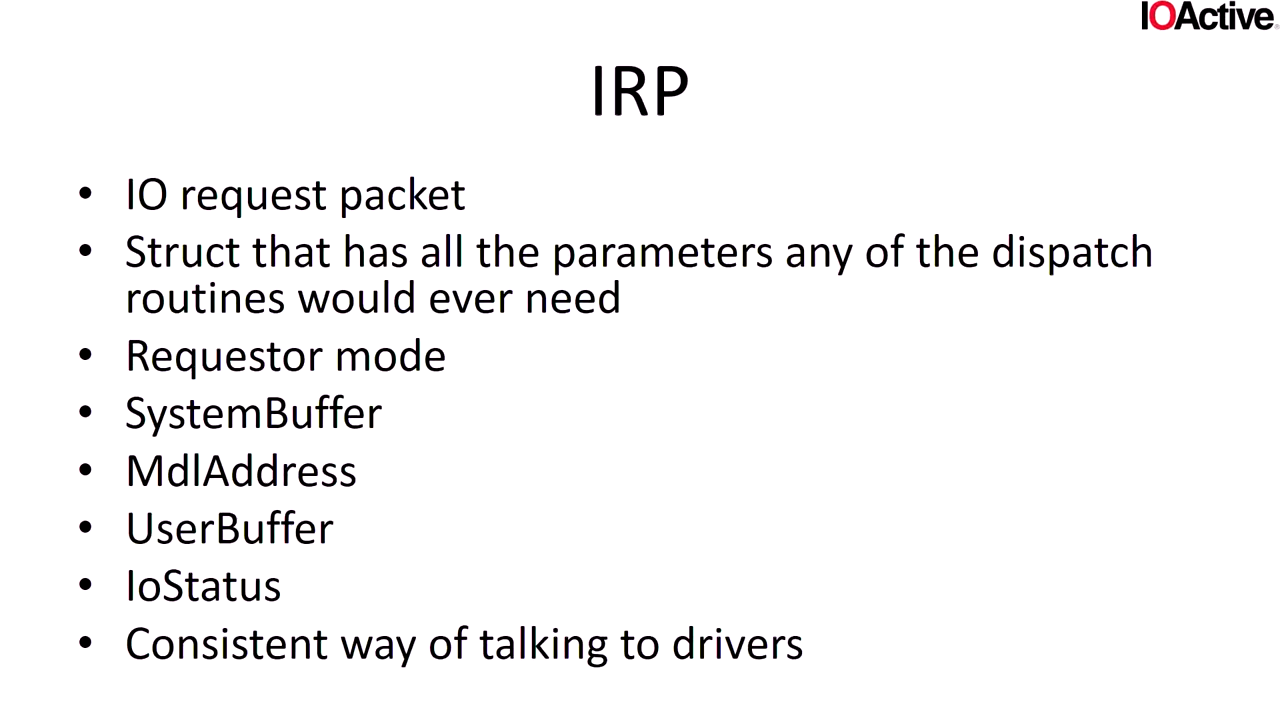 IOActive
IRP
• IO request packet
• Struct that has all the parameters any of the dispatch
routines would ever need
• Requestor mode
• SystemBuffer
• MdlAddress
• UserBuffer
• IoStatus
• Consistent way of talking to drivers